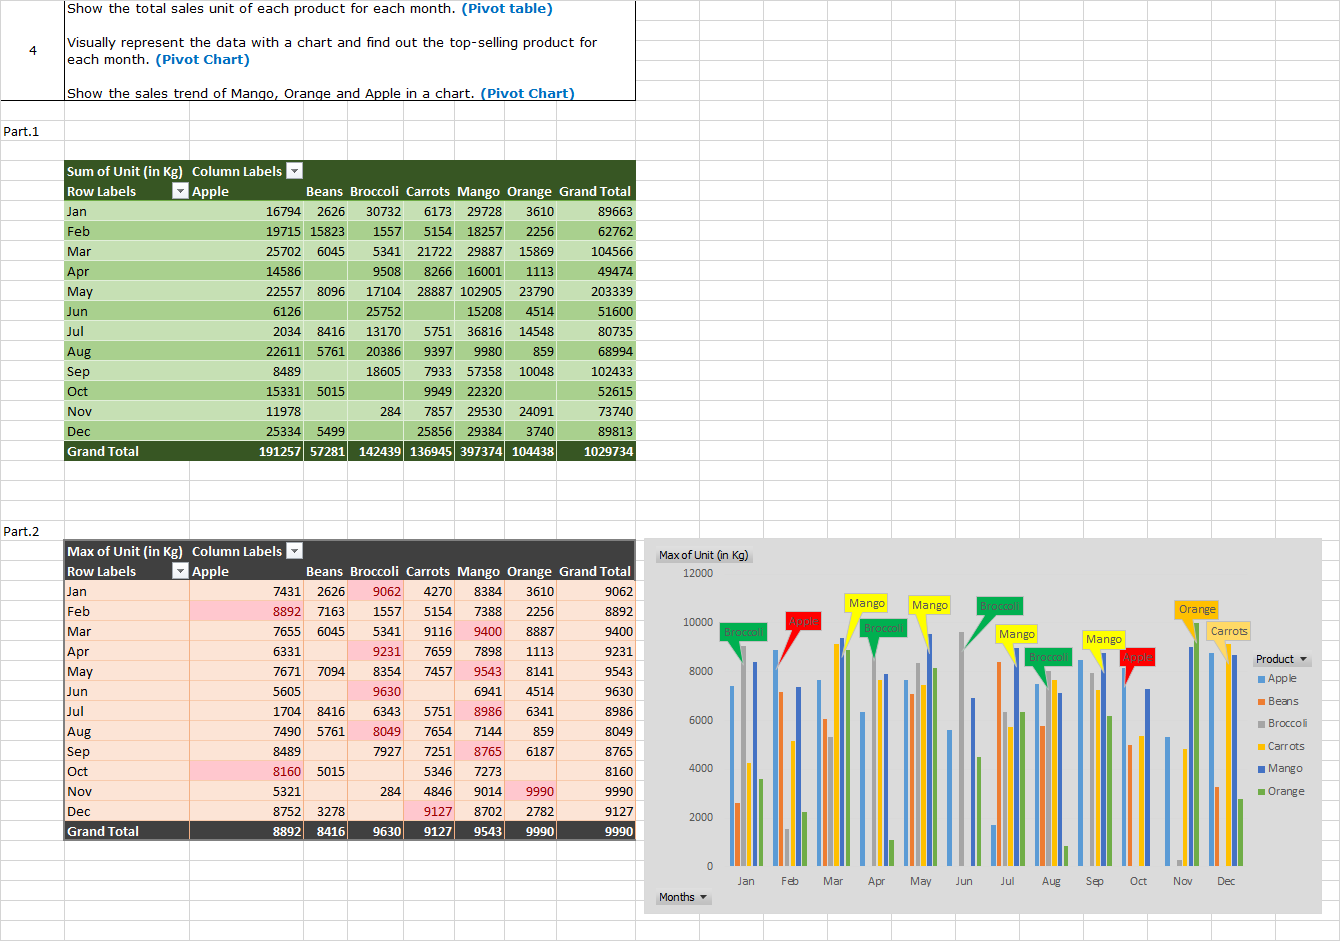 Show the total sales unit of each product for each month. (Pivot table)
4
Visually represent the data with a chart and find out the top-selling product for
each month. (Pivot Chart)
Show the sales trend of Mango, Orange and Apple in a chart. (Pivot Chart)
Part.1
Sum of Unit (in Kg) Column Labels
Row Labels Apple Beans Broccoli Carrots Mango Orange Grand Total
Jan 16794 2626 30732 6173 29728 3610 89663
Feb 19715 15823 1557 5154 18257 2256 62762
Mar 25702 6045 5341 21722 29887 15869 104566
Apr 14586 9508 8266 16001 1113 49474
May 22557 8096 17104 28887 102905 23790 203339
Jun 6126 25752 15208 4514 51600
Jul 2034 8416 13170 5751 36816 14548 80735
Aug 22611 5761 20386 9397 9980 859 68994
Sep 8489 18605 7933 57358 10048 102433
Oct 15331 5015 9949 22320 52615
Nov 11978 284 7857 29530 24091 73740
Dec 25334 5499 25856 29384 3740 89813
Grand Total 191257 57281 142439 136945 397374 104438 1029734
Part.2
Max of Unit (in Kg) Column Labels
Row Labels Apple Beans Broccoli Carrots Mango Orange Grand Total
Jan 7431 2626 9062 4270 8384 3610 9062
Feb 8892 7163 1557 5154 7388 2256 8892
Mar 7655 6045 5341 9116 9400 8887 9400
Apr 6331 9231 7659 7898 1113 9231
May 7671 7094 8354 7457 9543 8141 9543
Jun 5605 9630 6941 4514 9630
Jul 1704 8416 6343 5751 8986 6341 8986
Aug 7490 5761 8049 7654 7144 859 8049
Sep 8489 7927 7251 8765 6187 8765
Oct 8160 5015 5346 7273 8160
Nov 5321 284 4846 9014 9990 9990
Dec 8752 3278 9127 8702 2782 9127
Grand Total 8892 8416 9630 9127 9543 9990 9990
Max of Unit (in Kg)
12000
10000
8000
6000
4000
2000
0
Broccoli
Apple
Mango
Broccoli
Mango
Broccoli
Mango
Broccoli
Mango
Apple
Orange
Carrots
Jan Feb Mar Apr May Jun Jul Aug Sep Oct Nov Dec
Months
Product
Apple
Beans
Broccoli
Carrots
Mango
Orange